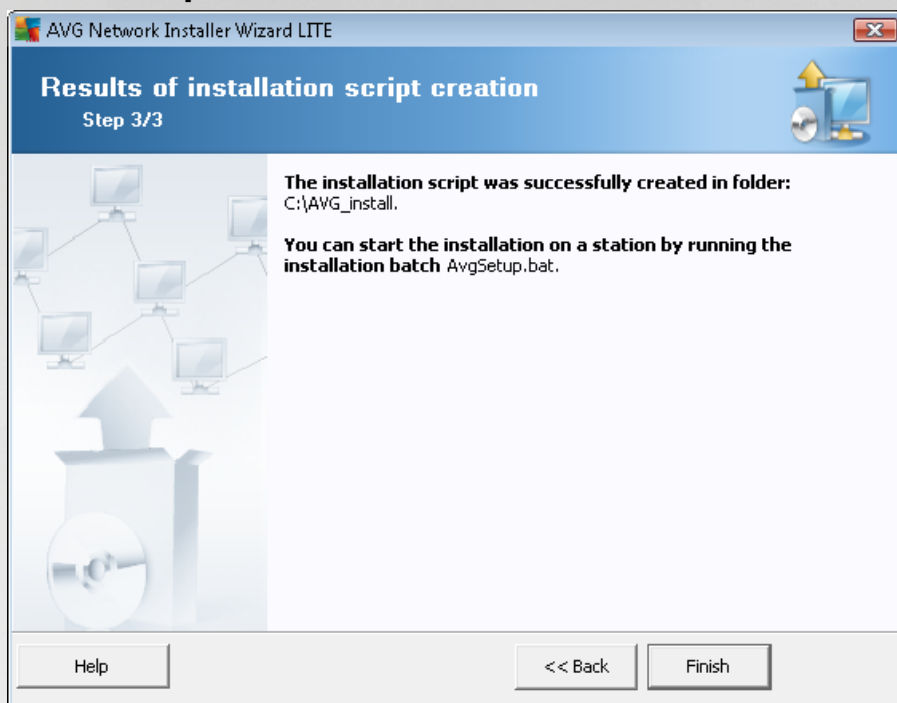 AVG Network Installer Wizard LITE
Results of installation script creation
Step 3/3
The installation script was successfully created in folder:
C:\AVG_install.
You can start the installation on a station by running the
installation batch AvgSetup.bat.
Help
<< Back
Finish